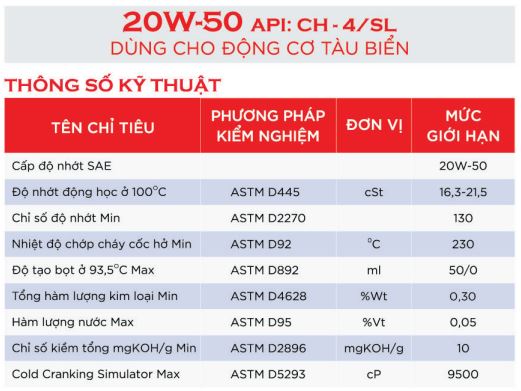 20W-50 API: CH - 4/SL
DÙNG CHO ĐỘNG CƠ TÀU BIỂN
THÔNG SỐ KỸ THUẬT
TÊN CHỈ TIÊU PHƯƠNG PHÁP KIỂM NGHIỆM ĐƠN VỊ MỨC GIỚI HẠN
Cấp độ nhớt SAE 20W-50
Độ nhớt động học ở 100°C ASTM D445 cSt 16,3-21,5
Chỉ số độ nhớt Min ASTM D2270 130
Nhiệt độ chớp cháy cốc hở Min ASTM D92 °C 230
Độ tạo bọt ở 93,5°C Max ASTM D892 ml 50/0
Tổng hàm lượng kim loại Min ASTM D4628 %Wt 0,30
Hàm lượng nước Max ASTM D95 %Vt 0,05
Chỉ số kiềm tổng mgKOH/g Min ASTM D2896 mgKOH/g 10
Cold Cranking Simulator Max ASTM D5293 cP 9500